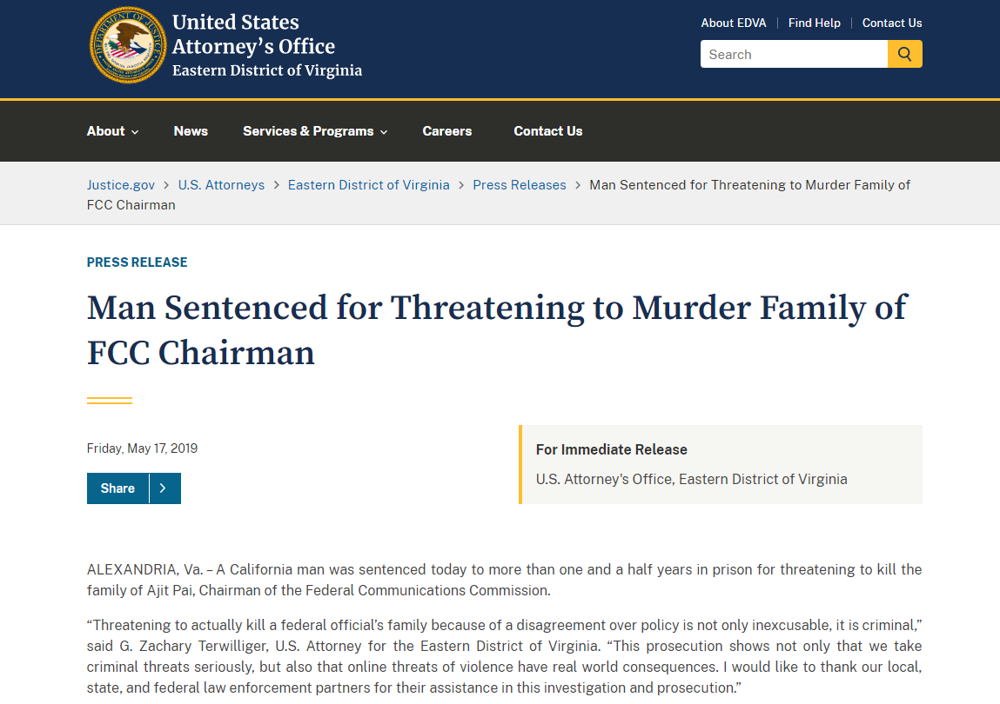 United States
Attorney’s Office
Eastern District of Virginia
About EDVA
Find Help
Contact Us
Search
About
News
Services & Programs
Careers
Contact Us
Justice.gov > U.S. Attorneys > Eastern District of Virginia > Press Releases > Man Sentenced for Threatening to Murder Family of
FCC Chairman
PRESS RELEASE
Man Sentenced for Threatening to Murder Family of
FCC Chairman
Friday, May 17, 2019
Share
For Immediate Release
U.S. Attorney's Office, Eastern District of Virginia
ALEXANDRIA, Va. – A California man was sentenced today to more than one and a half years in prison for threatening to kill the
family of Ajit Pai, Chairman of the Federal Communications Commission.
“Threatening to actually kill a federal official’s family because of a disagreement over policy is not only inexcusable, it is criminal,”
said G. Zachary Terwilliger, U.S. Attorney for the Eastern District of Virginia. “This prosecution shows not only that we take
criminal threats seriously, but also that online threats of violence have real world consequences. I would like to thank our local,
state, and federal law enforcement partners for their assistance in this investigation and prosecution.”